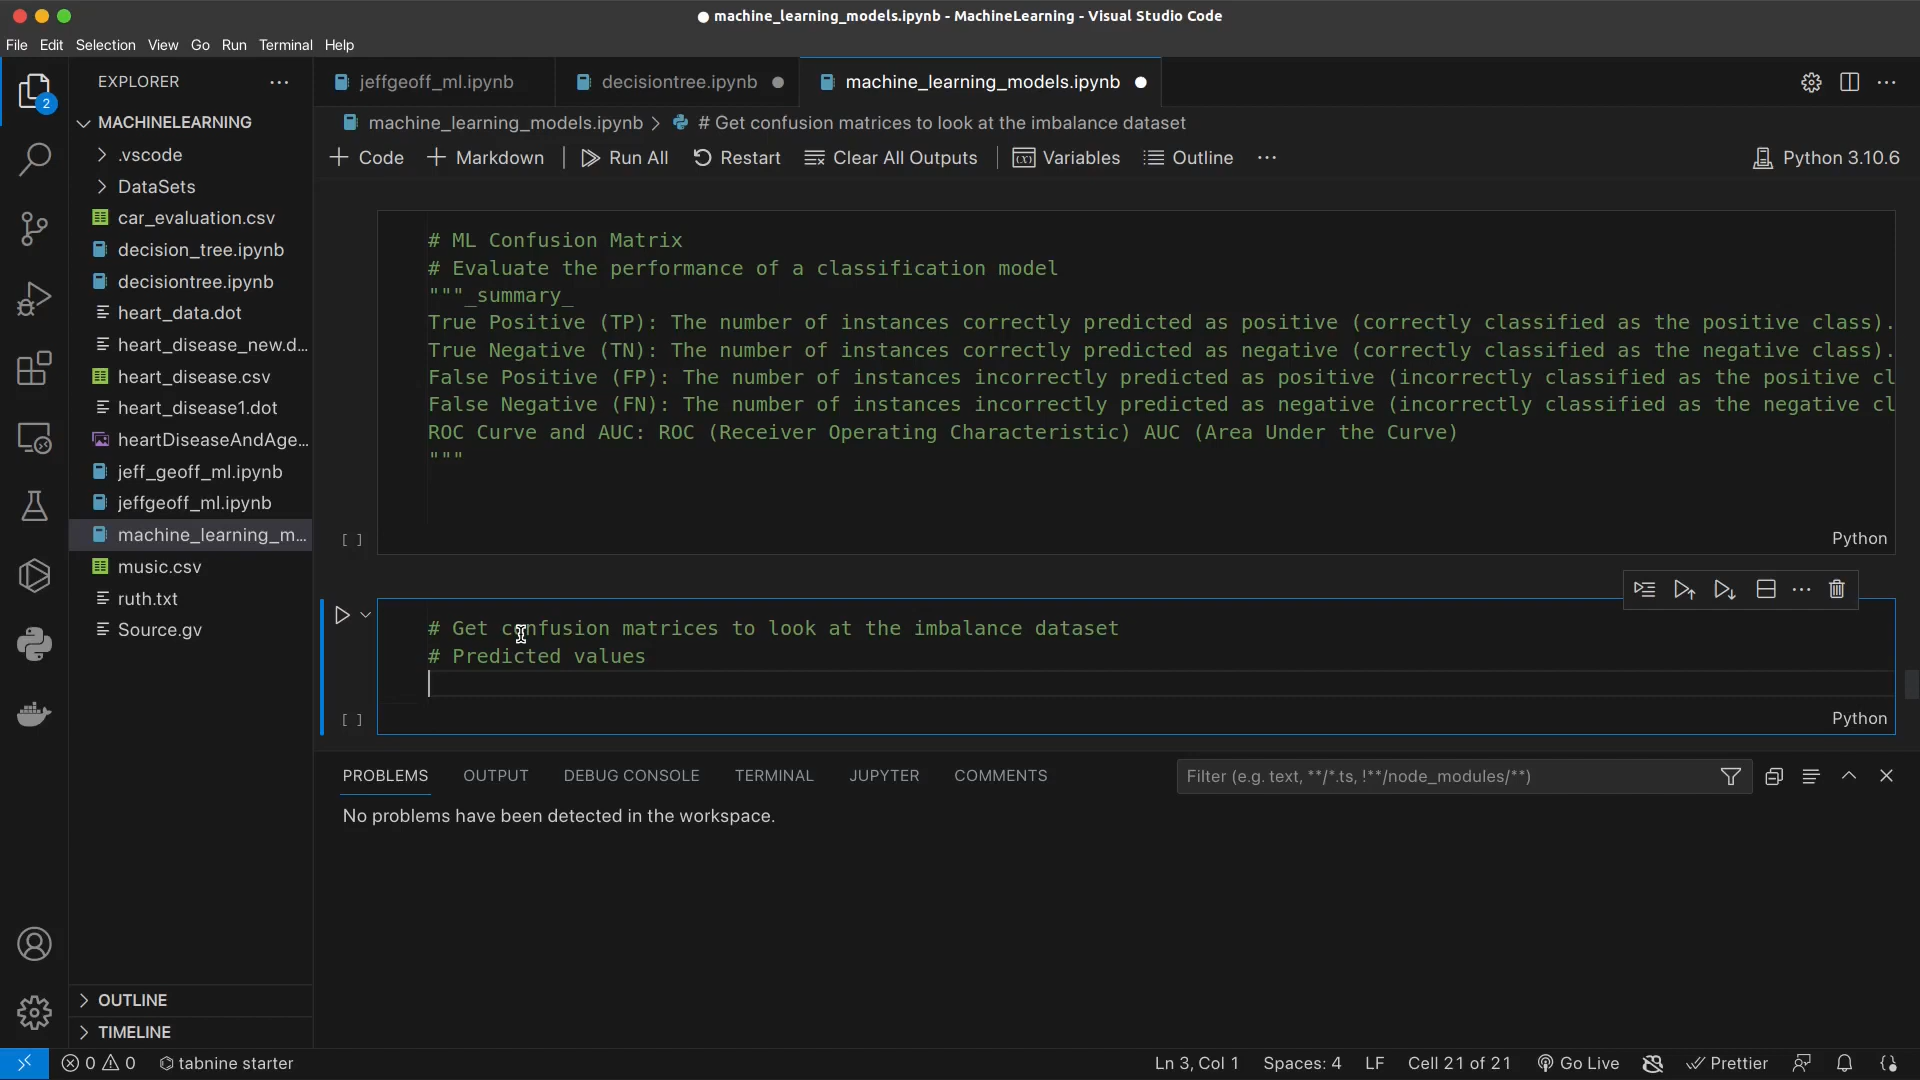 machine_learning_models.ipynb - MachineLearning - Visual Studio Code
File Edit Selection View Go Run Terminal Help
EXPLORER
2
MACHINELEARNING
.vscode
DataSets
car_evaluation.csv
decision_tree.ipynb
decisiontree.ipynb
heart_data.dot
heart_disease_new.d...
heart_disease.csv
heart_disease1.dot
heartDiseaseAndAge...
jeff_geoff_ml.ipynb
jeffgeoff_ml.ipynb
machine_learning_m...
music.csv
ruth.txt
Source.gv
OUTLINE
TIMELINE
jeffgeoff_ml.ipynb decisiontree.ipynb machine_learning_models.ipynb
machine_learning_models.ipynb > # Get confusion matrices to look at the imbalance dataset
+ Code + Markdown | Run All Restart Clear All Outputs | Variables Outline ... Python 3.10.6
# ML Confusion Matrix
# Evaluate the performance of a classification model
"""_summary_
True Positive (TP): The number of instances correctly predicted as positive (correctly classified as the positive class).
True Negative (TN): The number of instances correctly predicted as negative (correctly classified as the negative class).
False Positive (FP): The number of instances incorrectly predicted as positive (incorrectly classified as the positive cl
False Negative (FN): The number of instances incorrectly predicted as negative (incorrectly classified as the negative cl
ROC Curve and AUC: ROC (Receiver Operating Characteristic) AUC (Area Under the Curve)
"""
[ ] Python
# Get confusion matrices to look at the imbalance dataset
# Predicted values
[ ] Python
PROBLEMS OUTPUT DEBUG CONSOLE TERMINAL JUPYTER COMMENTS Filter (e.g. text, **/*.ts, !**/node_modules/**)
No problems have been detected in the workspace.
0 0 tabnine starter Ln 3, Col 1 Spaces: 4 LF Cell 21 of 21 Go Live Prettier